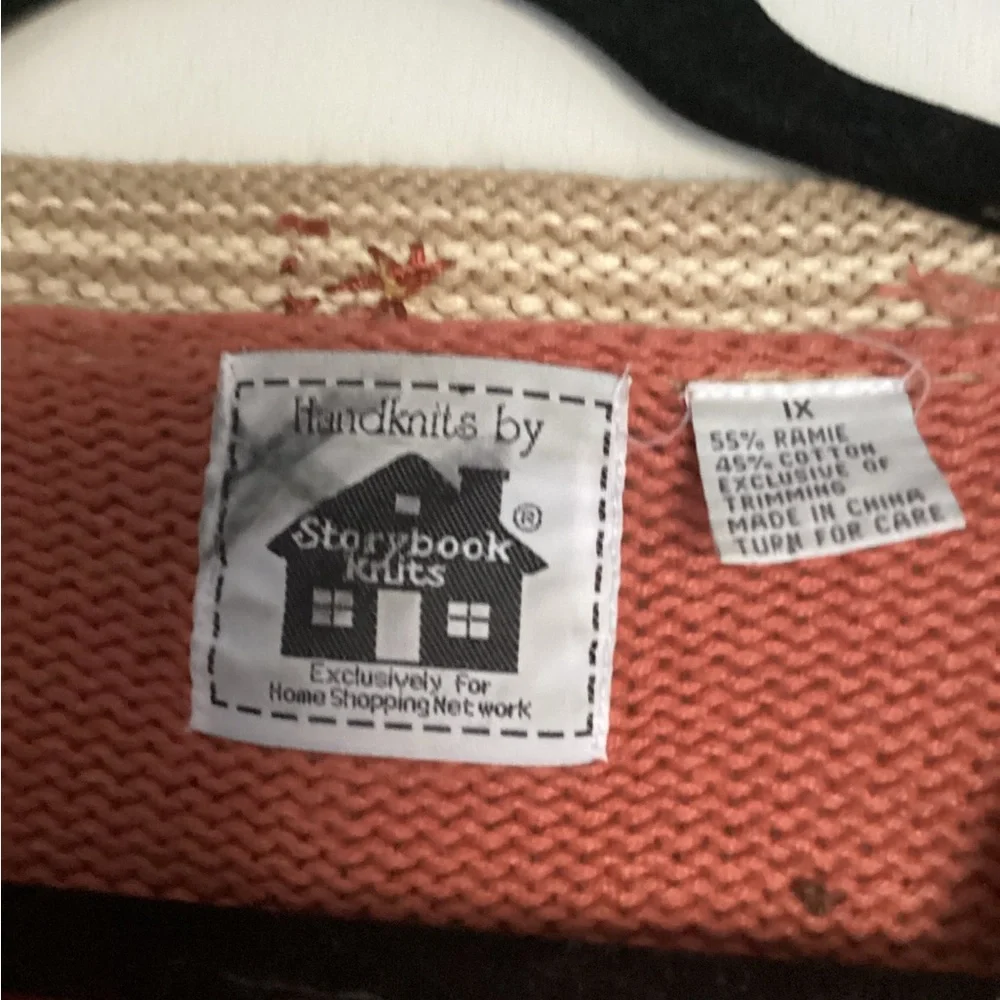 Handknits by
Storybook
Knits
®
Exclusively For
Home Shopping Network
1X
55% RAMIE
45% COTTON
EXCLUSIVE OF
TRIMMING
MADE IN CHINA
TURN FOR CARE